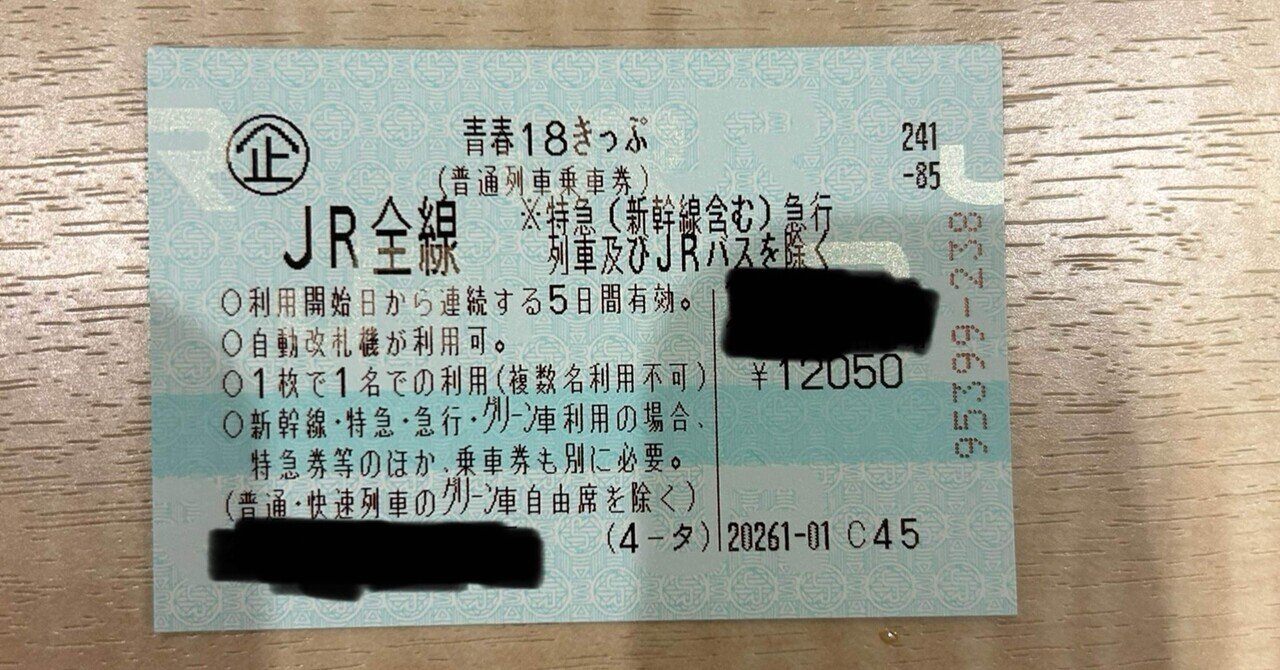 企
青春18きっぷ
241
-85
(普通列車乗車券)
JR全線
※特急(新幹線含む)急行
列車及びJRバスを除く
○利用開始日から連続する5日間有効。
○自動改札機が利用可。
○1枚で1名での利用(複数名利用不可)
○新幹線・特急・急行・グリーン車利用の場合、
特急券等のほか、乗車券も別に必要。
(普通・快速列車のグリーン車自由席を除く)
¥12050
(4-タ)
20261-01 C45
95399-238